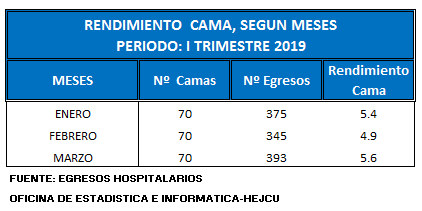 RENDIMIENTO CAMA, SEGUN MESES
PERIODO: I TRIMESTRE 2019
MESES Nº Camas Nº Egresos Rendimiento Cama
ENERO 70 375 5.4
FEBRERO 70 345 4.9
MARZO 70 393 5.6
FUENTE: EGRESOS HOSPITALARIOS
OFICINA DE ESTADISTICA E INFORMATICA-HEJCU